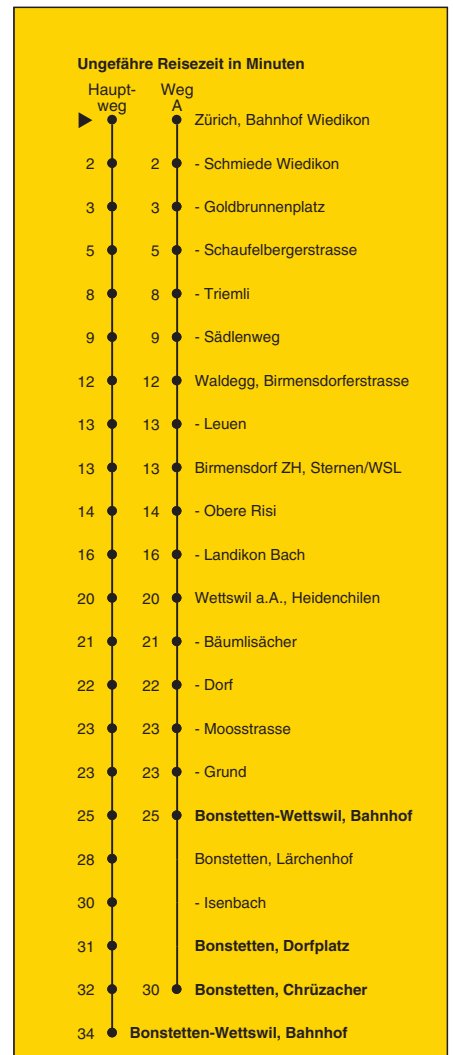 Ungefähre Reisezeit in Minuten
Haupt- Weg
weg A
Zürich, Bahnhof Wiedikon
2 2 - Schmiede Wiedikon
3 3 - Goldbrunnenplatz
5 5 - Schaufelbergerstrasse
8 8 - Triemli
9 9 - Sädlenweg
12 12 Waldegg, Birmensdorferstrasse
13 13 - Leuen
13 13 Birmensdorf ZH, Sternen/WSL
14 14 - Obere Risi
16 16 - Landikon Bach
20 20 Wettswil a.A., Heidenchilen
21 21 - Bäumlisächer
22 22 - Dorf
23 23 - Moosstrasse
23 23 - Grund
25 25 Bonstetten-Wettswil, Bahnhof
28 Bonstetten, Lärchenhof
30 - Isenbach
31 Bonstetten, Dorfplatz
32 30 Bonstetten, Chrüzacher
34 Bonstetten-Wettswil, Bahnhof